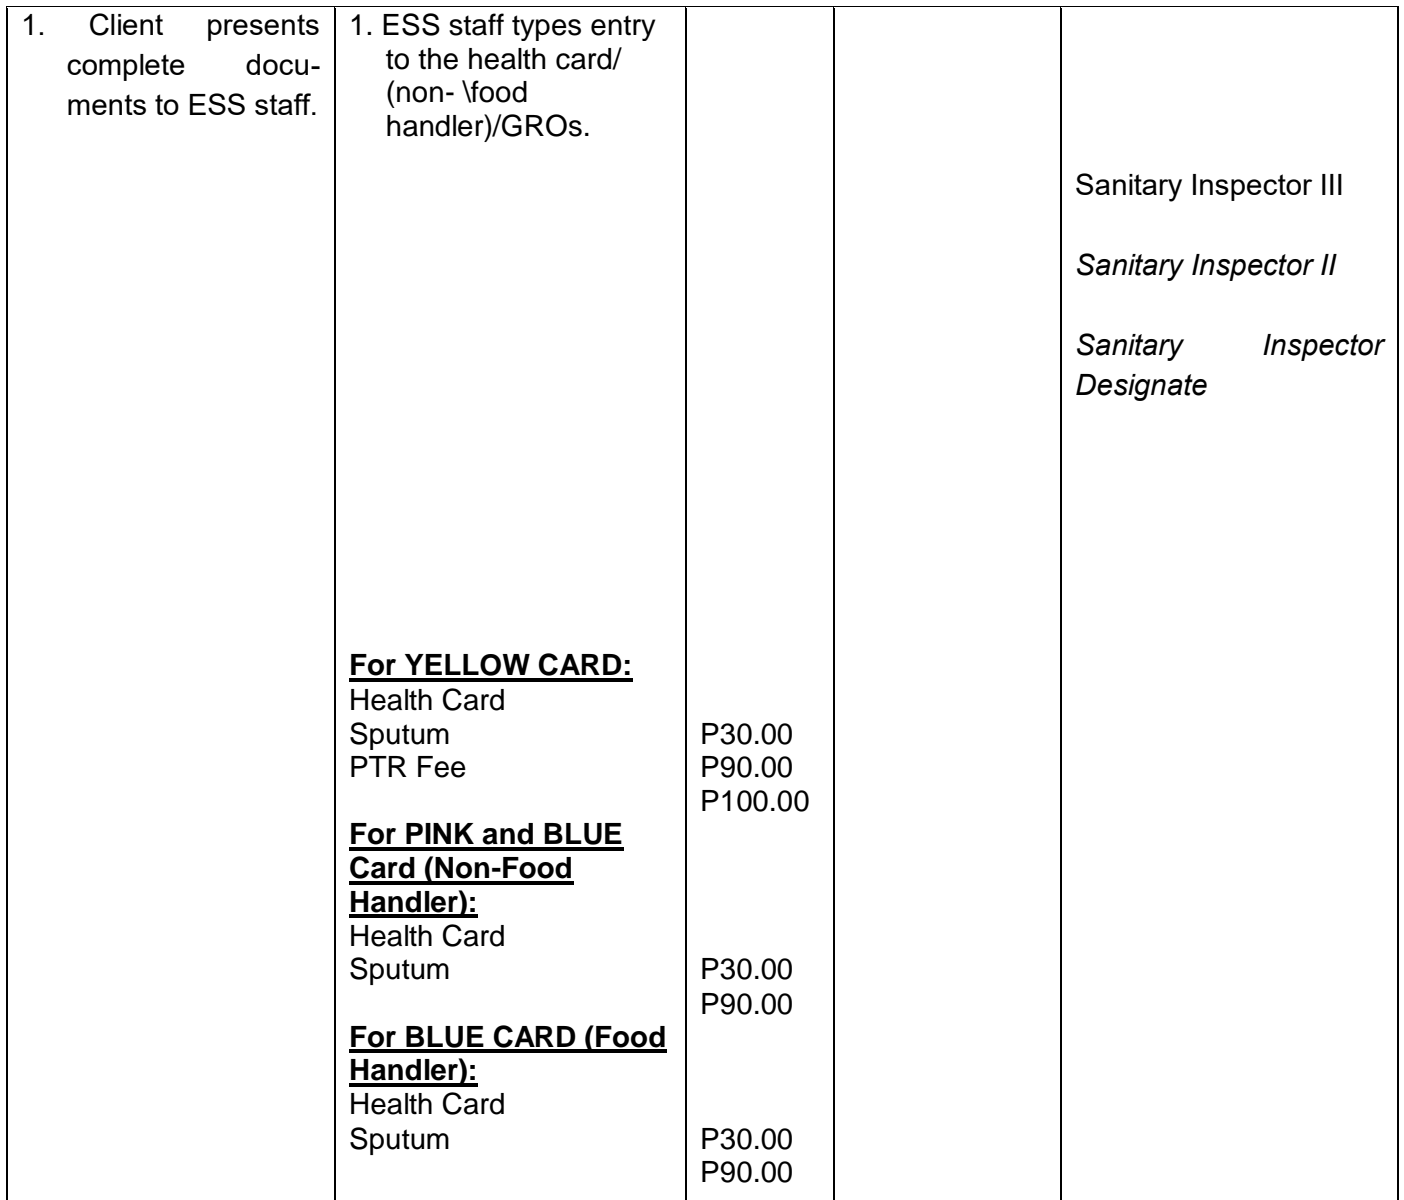 1. Client presents
complete docu-
ments to ESS staff.
1. ESS staff types entry
to the health card/
(non- \food
handler)/GROs.
For YELLOW CARD:
Health Card
Sputum
PTR Fee
For PINK and BLUE
Card (Non-Food
Handler):
Health Card
Sputum
For BLUE CARD (Food
Handler):
Health Card
Sputum
P30.00
P90.00
P100.00
P30.00
P90.00
P30.00
P90.00
Sanitary Inspector III
Sanitary Inspector II
Sanitary Inspector
Designate